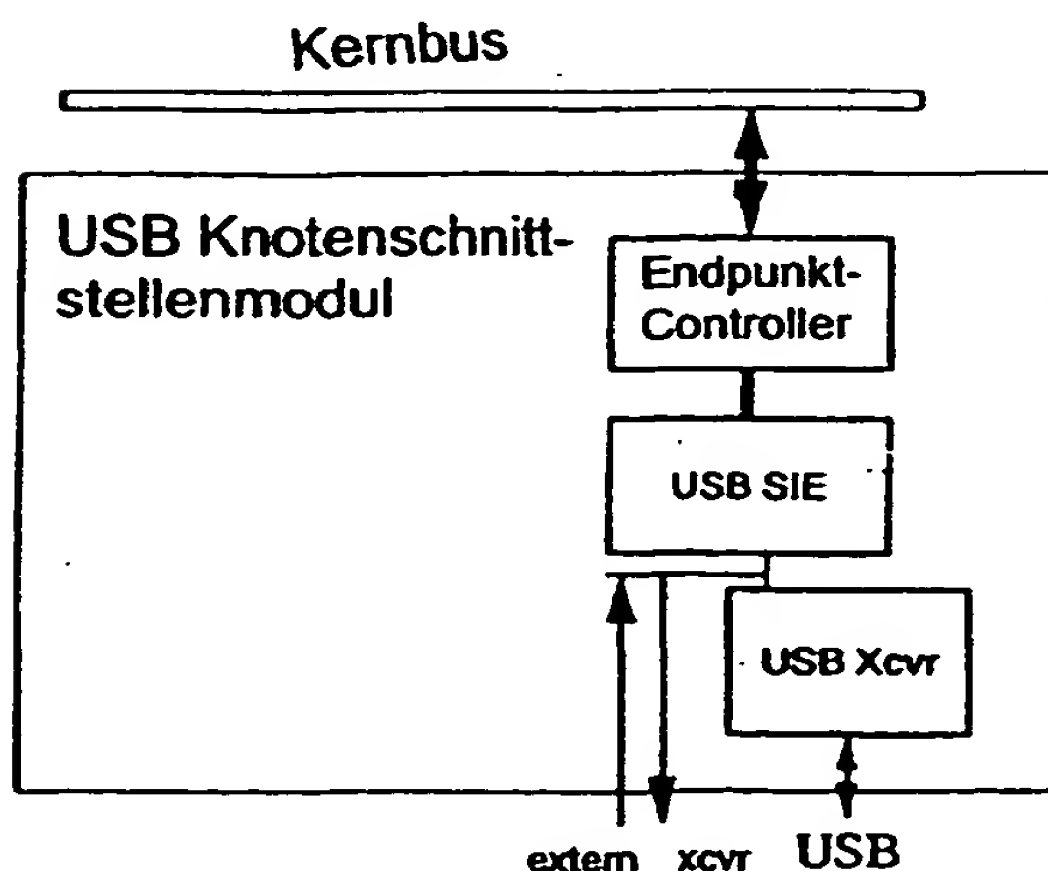 Kernbus
USB Knotenschnitt-
stellenmodul
Endpunkt-
Controller
USB SIE
USB Xcvr
extern xcvr USB